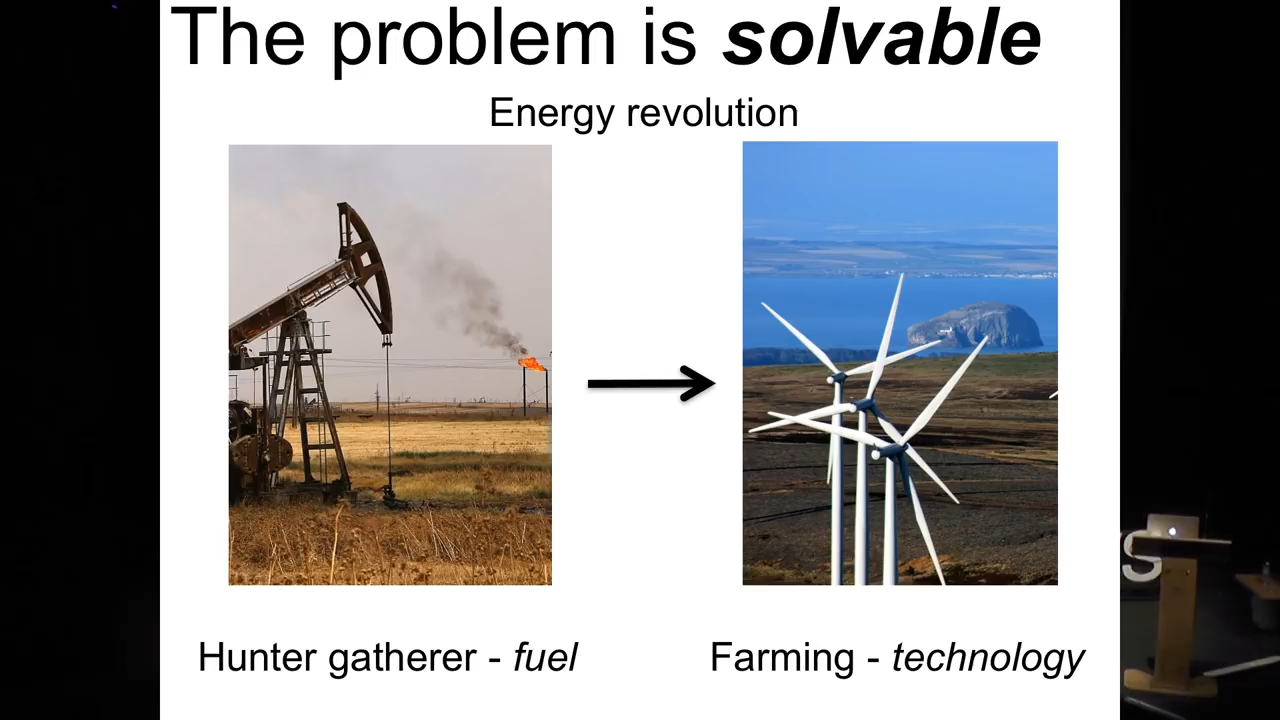 The problem is solvable
Energy revolution
Hunter gatherer - fuel
Farming - technology
S